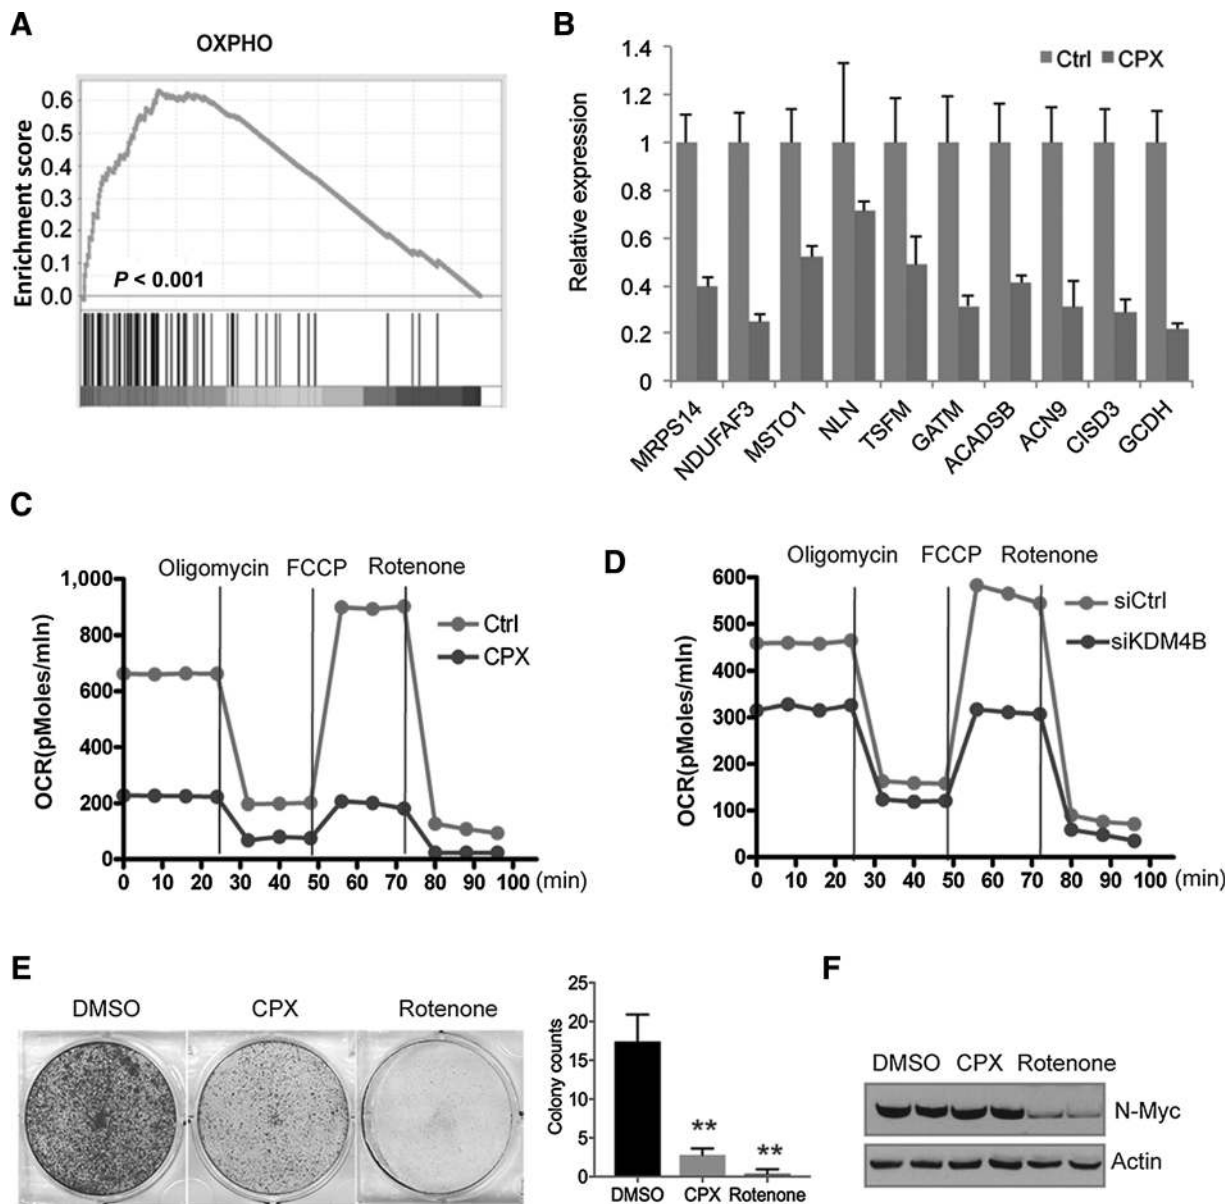 A
OXPHO
Enrichment score
0.6
0.5
0.4
0.3
0.2
0.1
0.0
P < 0.001
B
Relative expression
1.4
1.2
1
0.8
0.6
0.4
0.2
0
Ctrl CPX
MRPS14 NDUFAF3 MSTO1 NLN TSFM GATM ACADSB ACN9 CISD3 GCDH
C
Oligomycin FCCP Rotenone
OCR(pMoles/mIn)
1,000
800
600
400
200
0
Ctrl
CPX
0 10 20 30 40 50 60 70 80 90 100 (min)
D
Oligomycin FCCP Rotenone
OCR(pMoles/mIn)
600
500
400
300
200
100
0
siCtrl
siKDM4B
0 10 20 30 40 50 60 70 80 90 100 (min)
E
DMSO CPX Rotenone
Colony counts
25
20
15
10
5
0
** **
DMSO CPX Rotenone
F
DMSO CPX Rotenone
N-Myc
Actin